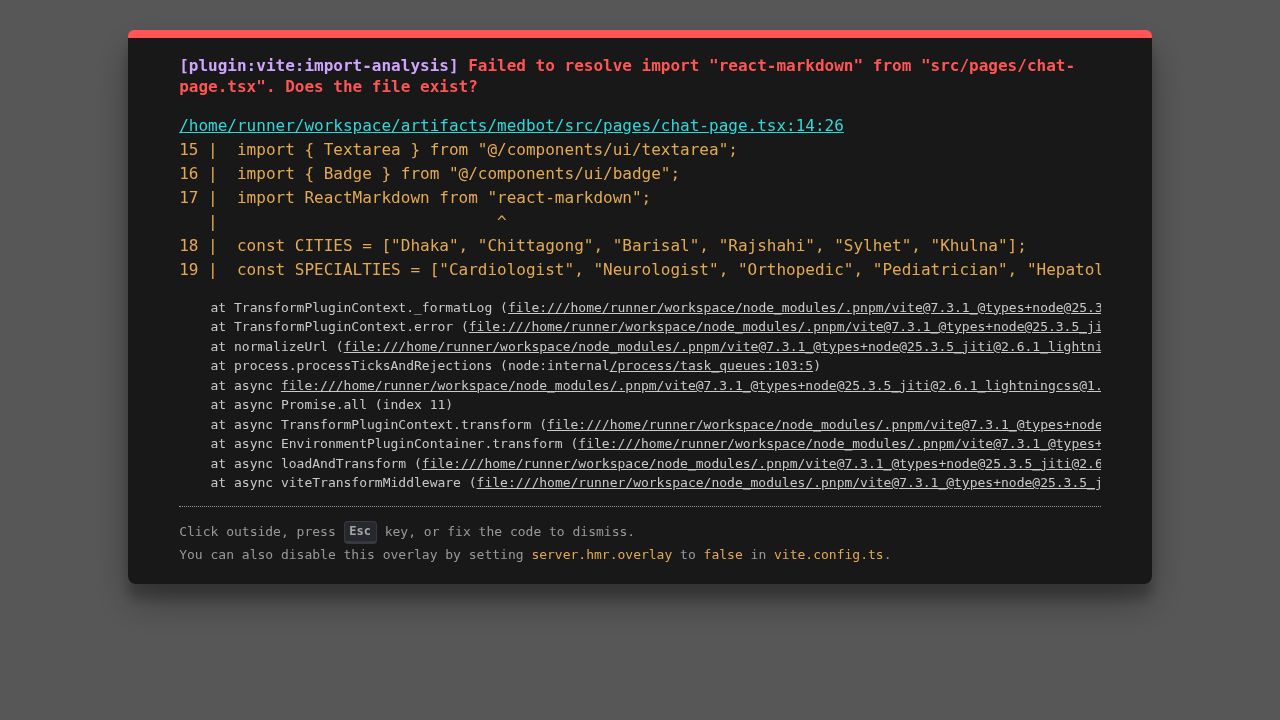 [plugin:vite:import-analysis] Failed to resolve import "react-markdown" from "src/pages/chat-
page.tsx". Does the file exist?
/home/runner/workspace/artifacts/medbot/src/pages/chat-page.tsx:14:26
15 |  import { Textarea } from "@/components/ui/textarea";
16 |  import { Badge } from "@/components/ui/badge";
17 |  import ReactMarkdown from "react-markdown";
   |                             ^
18 |  const CITIES = ["Dhaka", "Chittagong", "Barisal", "Rajshahi", "Sylhet", "Khulna"];
19 |  const SPECIALTIES = ["Cardiologist", "Neurologist", "Orthopedic", "Pediatrician", "Hepatol
at TransformPluginContext._formatLog (file:///home/runner/workspace/node_modules/.pnpm/vite@7.3.1_@types+node@25.3
at TransformPluginContext.error (file:///home/runner/workspace/node_modules/.pnpm/vite@7.3.1_@types+node@25.3.5_ji
at normalizeUrl (file:///home/runner/workspace/node_modules/.pnpm/vite@7.3.1_@types+node@25.3.5_jiti@2.6.1_lightni
at process.processTicksAndRejections (node:internal/process/task_queues:103:5)
at async file:///home/runner/workspace/node_modules/.pnpm/vite@7.3.1_@types+node@25.3.5_jiti@2.6.1_lightningcss@1.
at async Promise.all (index 11)
at async TransformPluginContext.transform (file:///home/runner/workspace/node_modules/.pnpm/vite@7.3.1_@types+node
at async EnvironmentPluginContainer.transform (file:///home/runner/workspace/node_modules/.pnpm/vite@7.3.1_@types+
at async loadAndTransform (file:///home/runner/workspace/node_modules/.pnpm/vite@7.3.1_@types+node@25.3.5_jiti@2.6
at async viteTransformMiddleware (file:///home/runner/workspace/node_modules/.pnpm/vite@7.3.1_@types+node@25.3.5_j
Click outside, press Esc key, or fix the code to dismiss.
You can also disable this overlay by setting server.hmr.overlay to false in vite.config.ts.